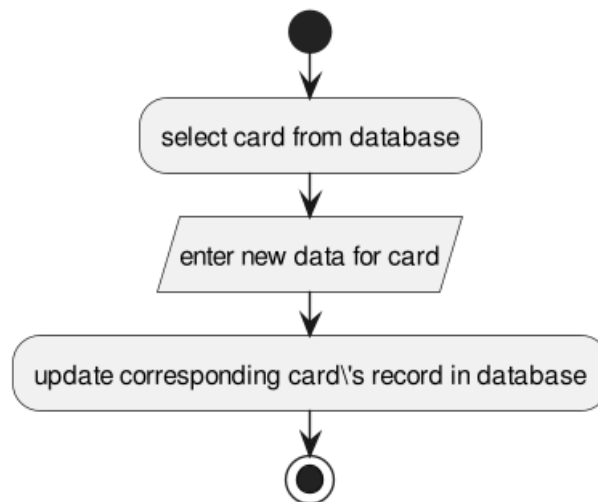 select card from database
enter new data for card
update corresponding card\'s record in database